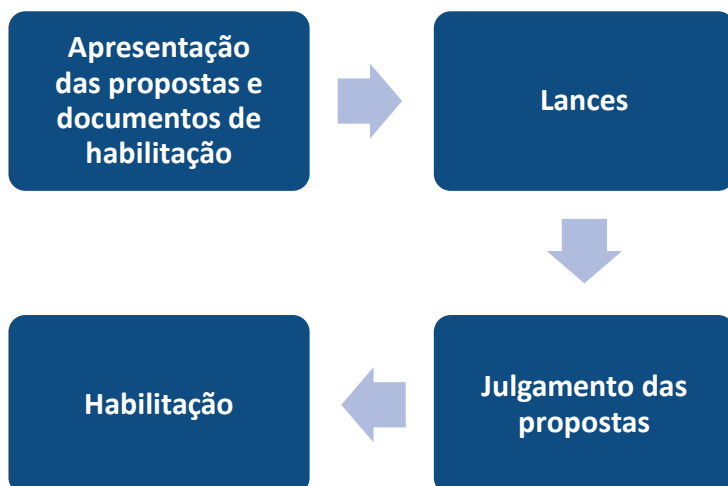 Apresentação
das propostas e
documentos de
habilitação
Lances
Julgamento das
propostas
Habilitação